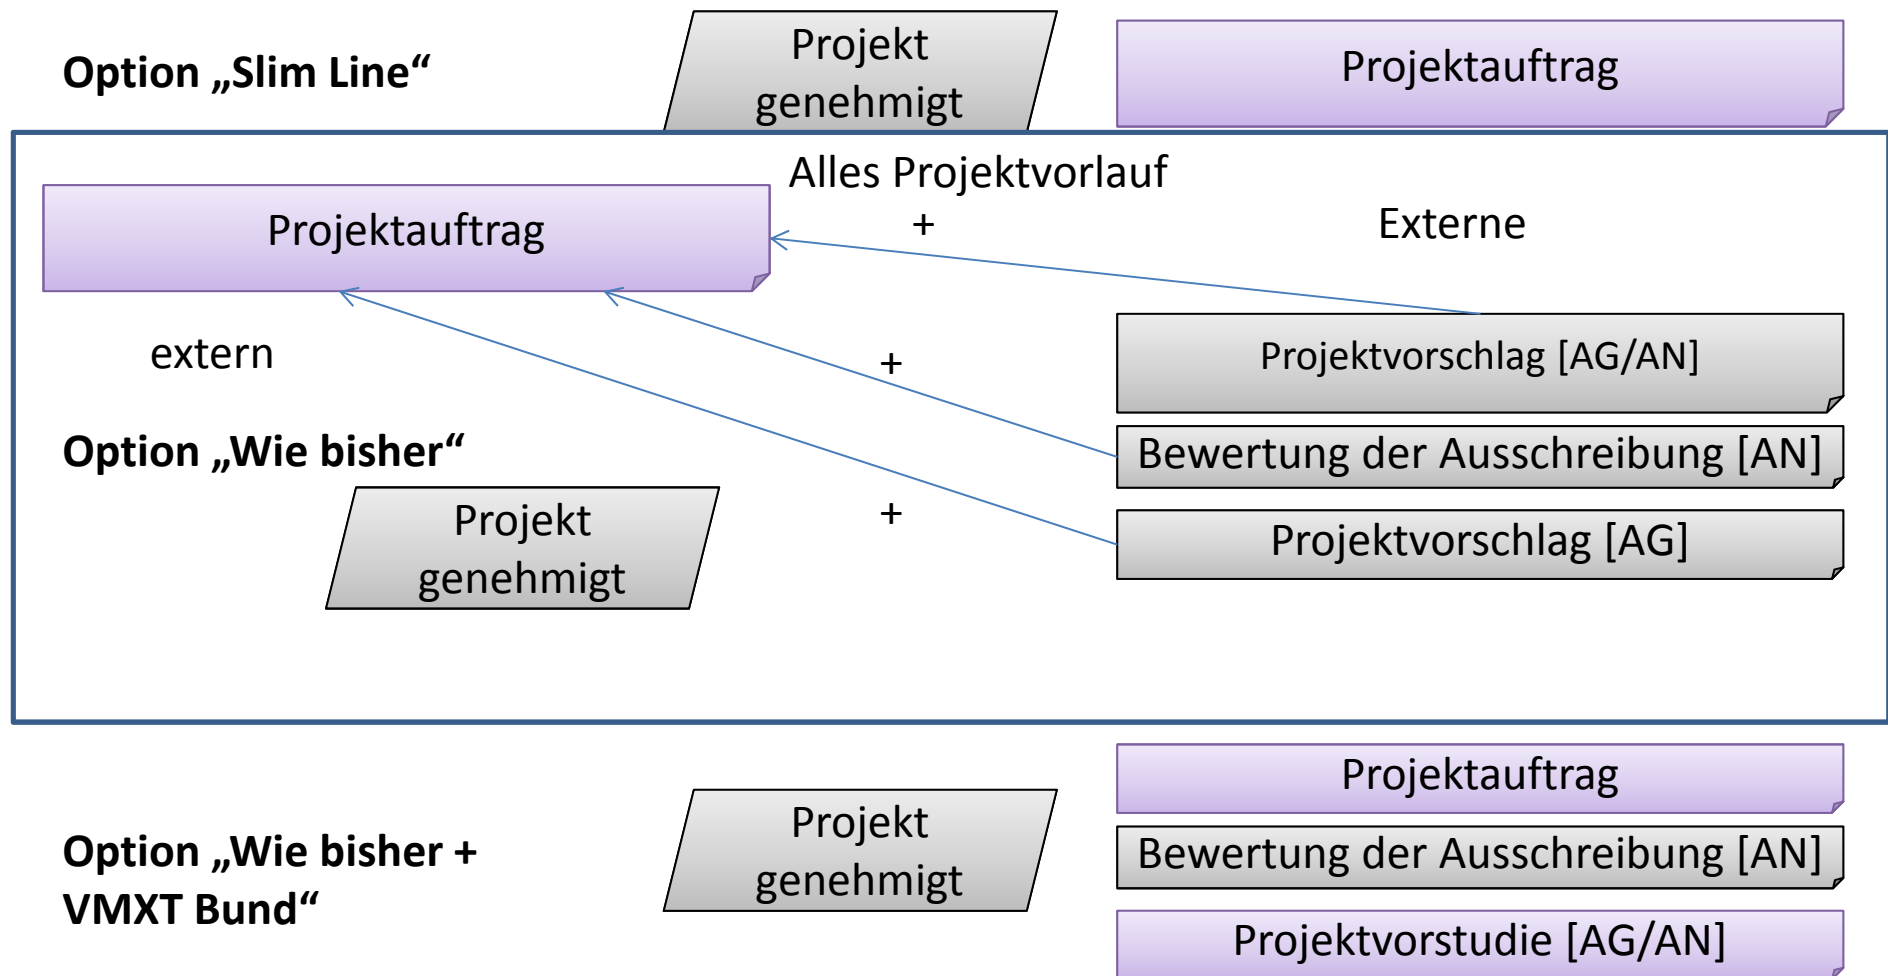 Option „Slim Line“
Projekt
genehmigt
Projektauftrag
Alles Projektvorlauf
Projektauftrag
+
Externe
extern
+
Projektvorschlag [AG/AN]
Option „Wie bisher“
Bewertung der Ausschreibung [AN]
Projekt
genehmigt
+
Projektvorschlag [AG]
Option „Wie bisher +
VMXT Bund“
Projekt
genehmigt
Projektauftrag
Bewertung der Ausschreibung [AN]
Projektvorstudie [AG/AN]